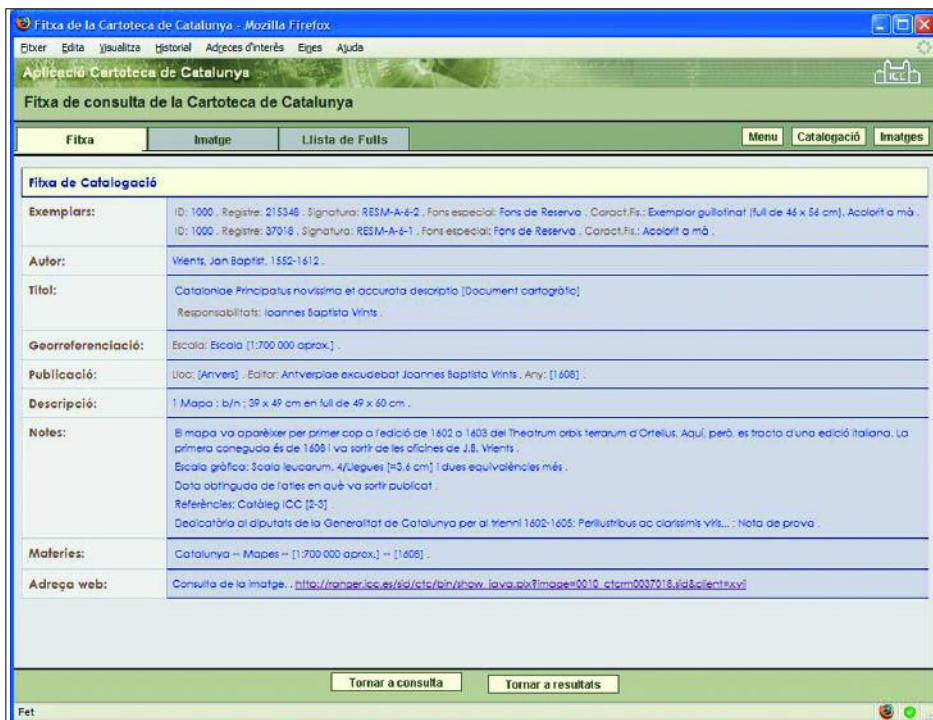 Fitxa de la Cartoteca de Catalunya - Mozilla Firefox
Fitxer Edita Visualitza Historial Adreces d'interès Eines Ajuda
Aplicació Cartoteca de Catalunya
ICC
Fitxa de consulta de la Cartoteca de Catalunya
Fitxa Imatge Llista de Fulls Menu Catalogació Imatges
Fitxa de Catalogació
Exemplars: ID: 1000 . Registre: 215348 . Signatura: RESM-A-6-2 . Fons especial: Fons de Reserva . Caract.Fís.: Exemplar guillotinat (full de 46 x 56 cm). Acolorit a mà .
ID: 1000 . Registre: 37018 . Signatura: RESM-A-6-1 . Fons especial: Fons de Reserva . Caract.Fís.: Acolorit a mà .
Autor: Vrients, Jan Baptist, 1552-1612 .
Títol: Cataloniae Principatus novissima et accurata descriptio [Document cartogràfic]
Responsabilitats: Ioannes Baptista Vrints .
Georreferenciació: Escala: Escala [1:700 000 aprox.] .
Publicació: Lloc: [Anvers] . Editor: Antverpiae excudebat Joannes Baptista Vrints . Any: [1608] .
Descripció: 1 Mapa : b/n ; 39 x 49 cm en full de 49 x 60 cm .
Notes: El mapa va aparèixer per primer cop a l'edició de 1602 o 1603 del Theatrum orbis terrarum d'Ortelius. Aquí, però, es tracta d'una edició italiana. La
primera coneguda és de 1608 i va sortir de les oficines de J.B. Vrients .
Escala gràfica: Scala leucarum, 4/Llegues [=3,6 cm] i dues equivalències més .
Data obtinguda de l'atles en què va sortir publicat .
Referències: Catàleg ICC [2-3] .
Dedicatòria al diputats de la Generalitat de Catalunya per al trienni 1602-1605: Perillustribus ac clarissimis viris... : Nota de prova .
Materies: Catalunya -- Mapes -- [1:700 000 aprox.] -- [1608] .
Adreça web: Consulta de la imatge. . http://ranger.icc.es/sid/ctc/bin/show_java.plx?image=0010_ctcrm0037018.sid&client=xvii
Tornar a consulta Tornar a resultats
Fet